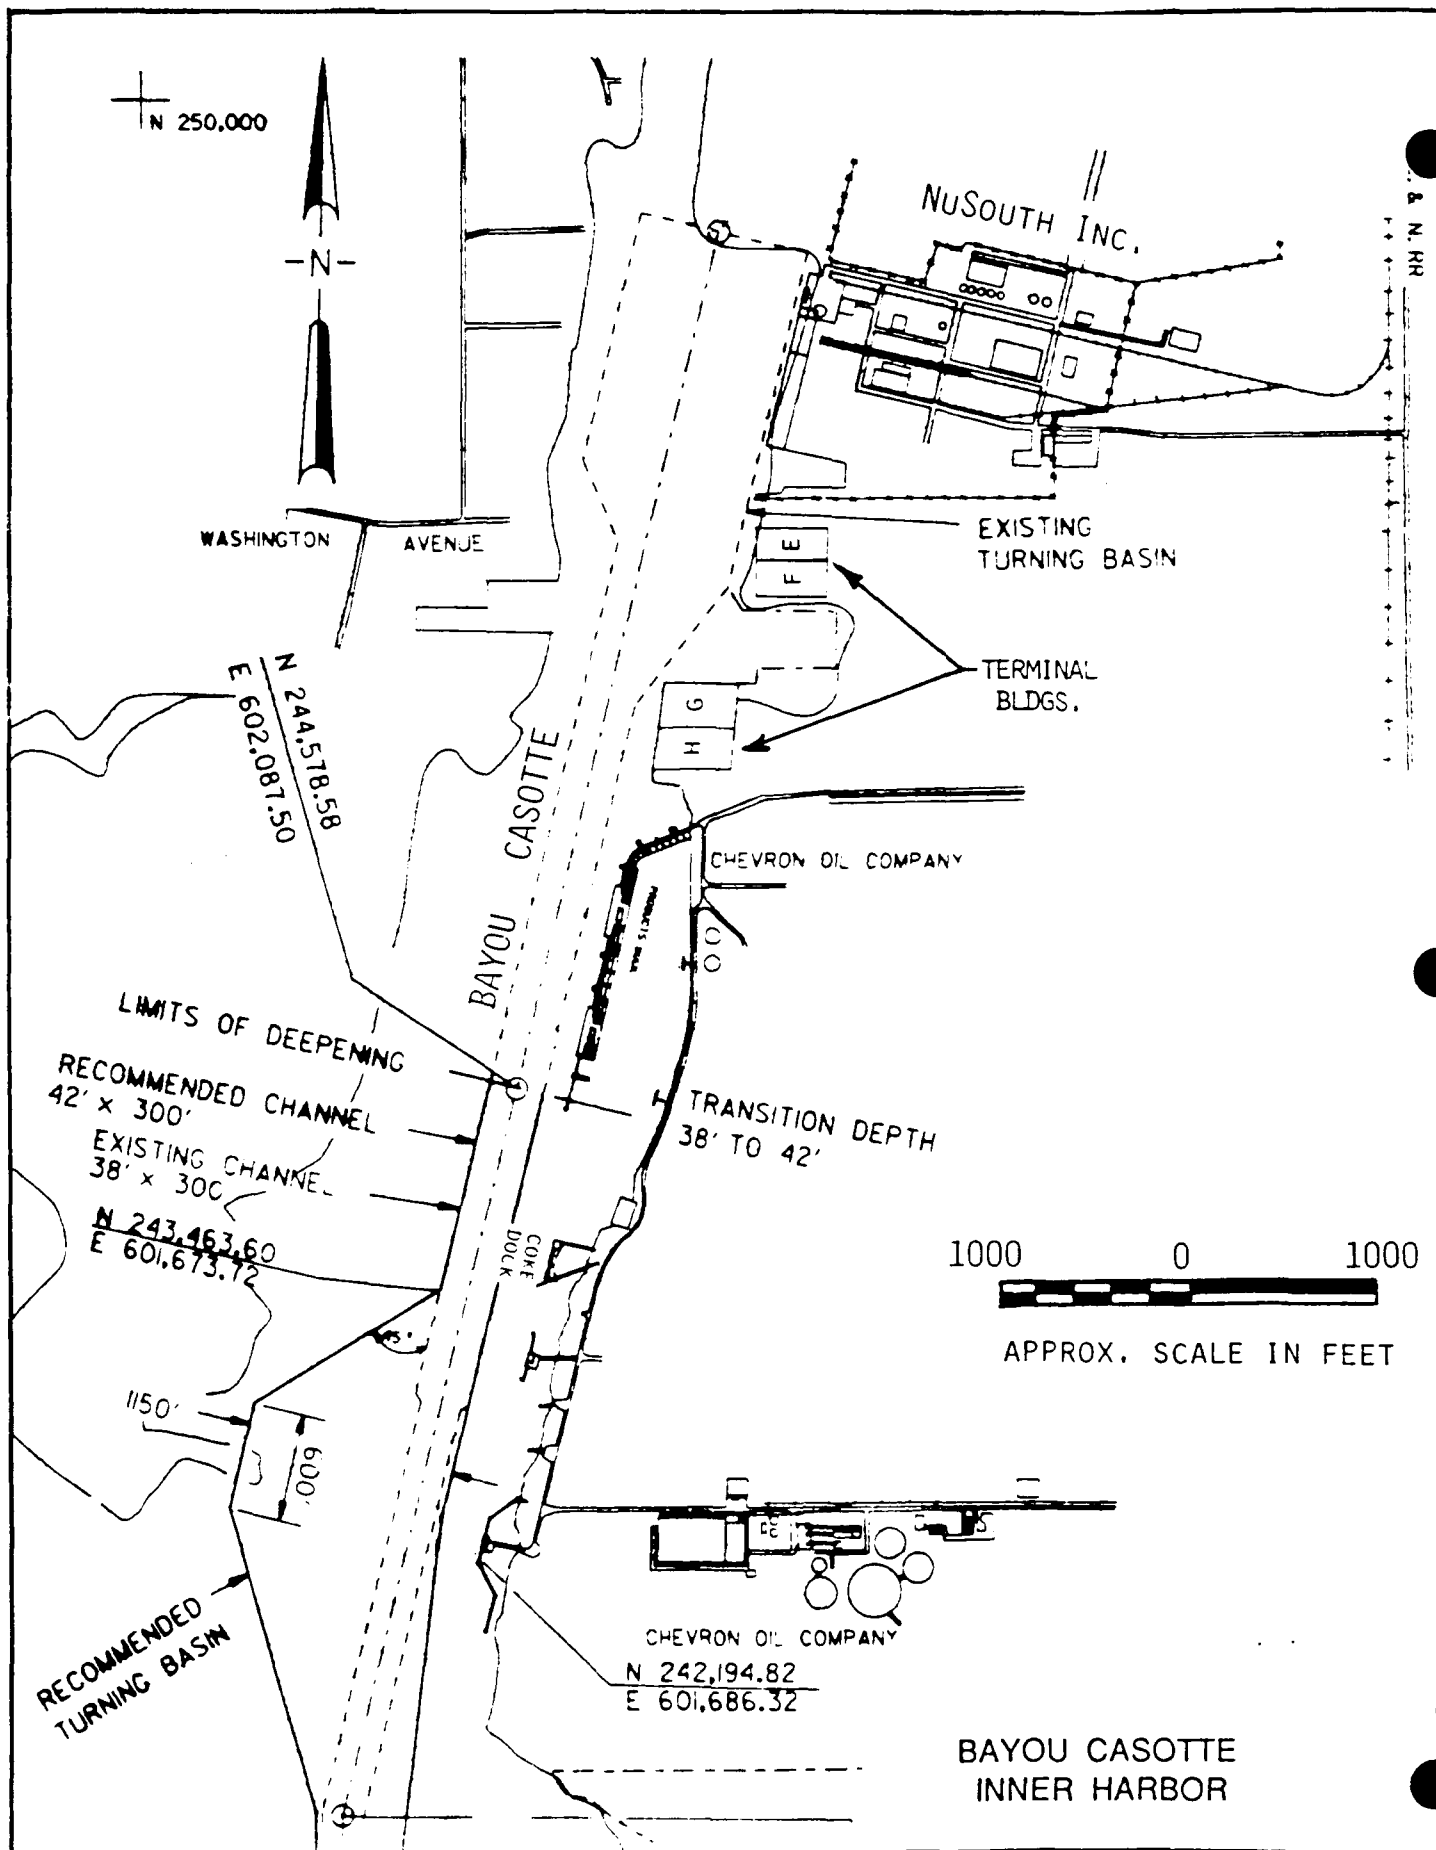 N 250,000
-N-
NUSOUTH INC.
& N. RR
WASHINGTON AVENUE
EXISTING
TURNING BASIN
E
F
TERMINAL
BLDGS.
G
H
N 244,578.58
E 602,087.50
BAYOU CASOTTE
CHEVRON OIL COMPANY
LIMITS OF DEEPENING
RECOMMENDED CHANNEL
42' x 300'
EXISTING CHANNEL
38' x 300'
TRANSITION DEPTH
38' TO 42'
N 243,463.60
E 601,673.72
COKE
DOCK
1000 0 1000
APPROX. SCALE IN FEET
45°
1150'
600'
RECOMMENDED
TURNING BASIN
CHEVRON OIL COMPANY
N 242,194.82
E 601,686.32
BAYOU CASOTTE
INNER HARBOR